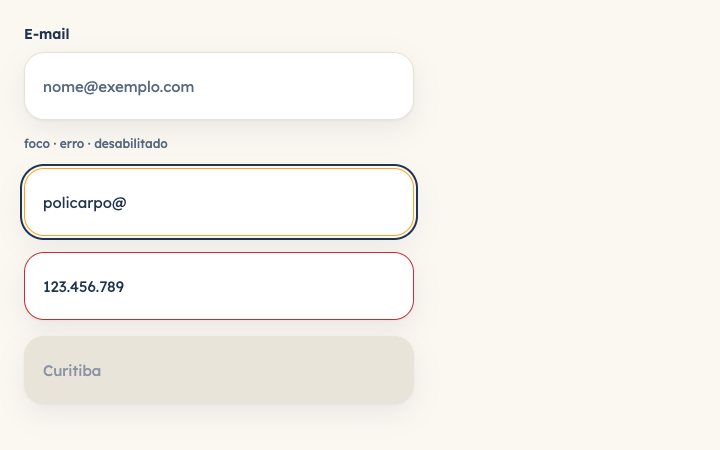 E-mail
nome@exemplo.com
foco · erro · desabilitado
policarpo@
123.456.789
Curitiba